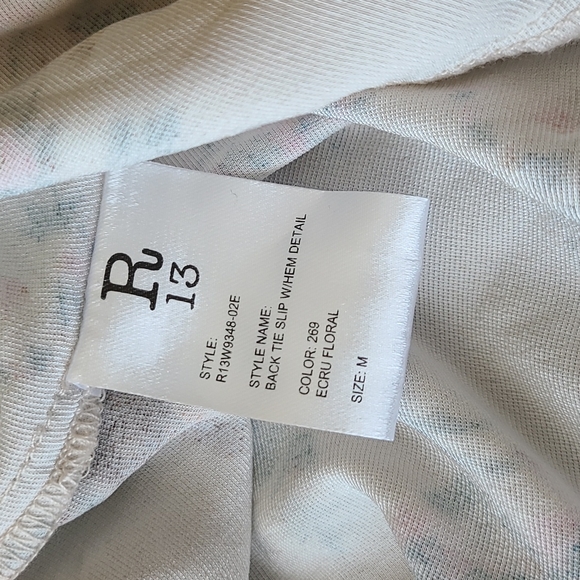 R
13
STYLE:
R13W9348-02E
STYLE NAME:
BACK TIE SLIP W/HEM DETAIL
COLOR: 269
ECRU FLORAL
SIZE: M